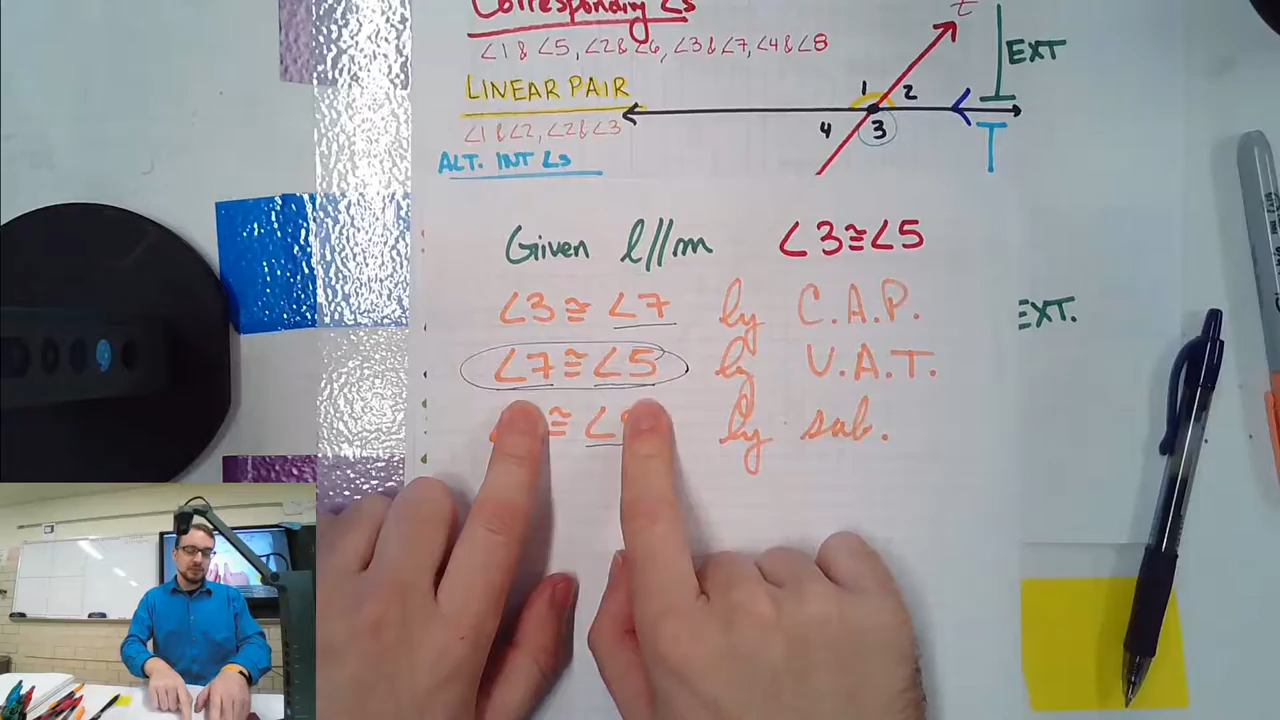 Corresponding ∠s
∠1 & ∠5, ∠2 & ∠6, ∠3 & ∠7, ∠4 & ∠8
LINEAR PAIR
∠1 & ∠2, ∠2 & ∠3
ALT. INT ∠s
t
EXT
1 2
4 3
Given l//m ∠3≅∠5
∠3 ≅ ∠7 by C.A.P.
∠7 ≅ ∠5 by V.A.T.
≅ ∠ by sub.
EXT.